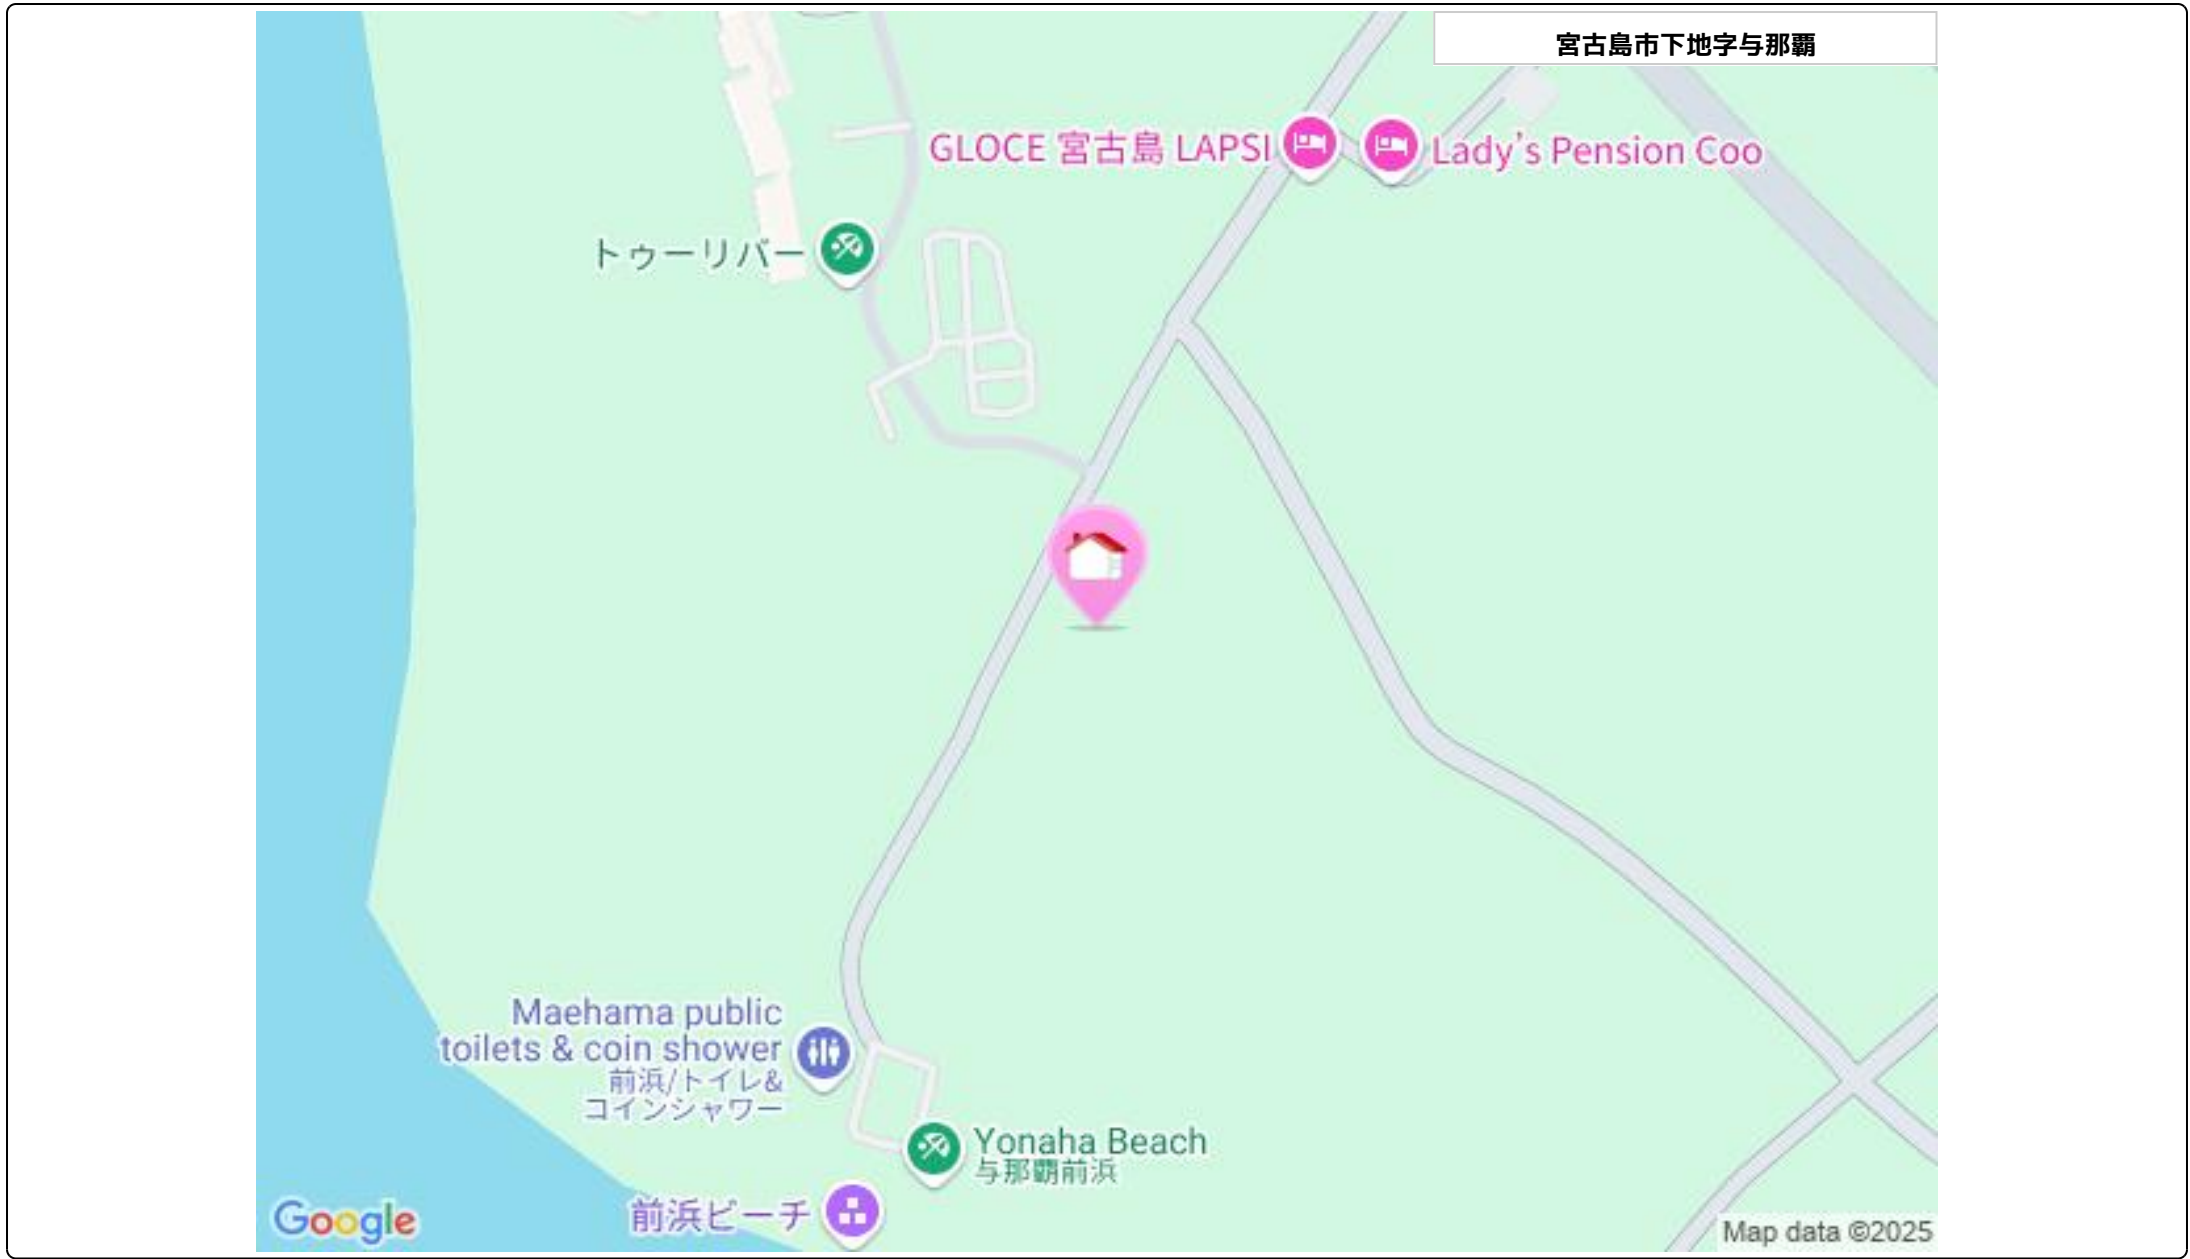 宮古島市下地字与那覇
GLOCE 宮古島 LAPSI
Lady's Pension Coo
トゥーリバー
Maehama public
toilets & coin shower
前浜/トイレ&
コインシャワー
Yonaha Beach
与那覇前浜
前浜ビーチ
Google
Map data ©2025